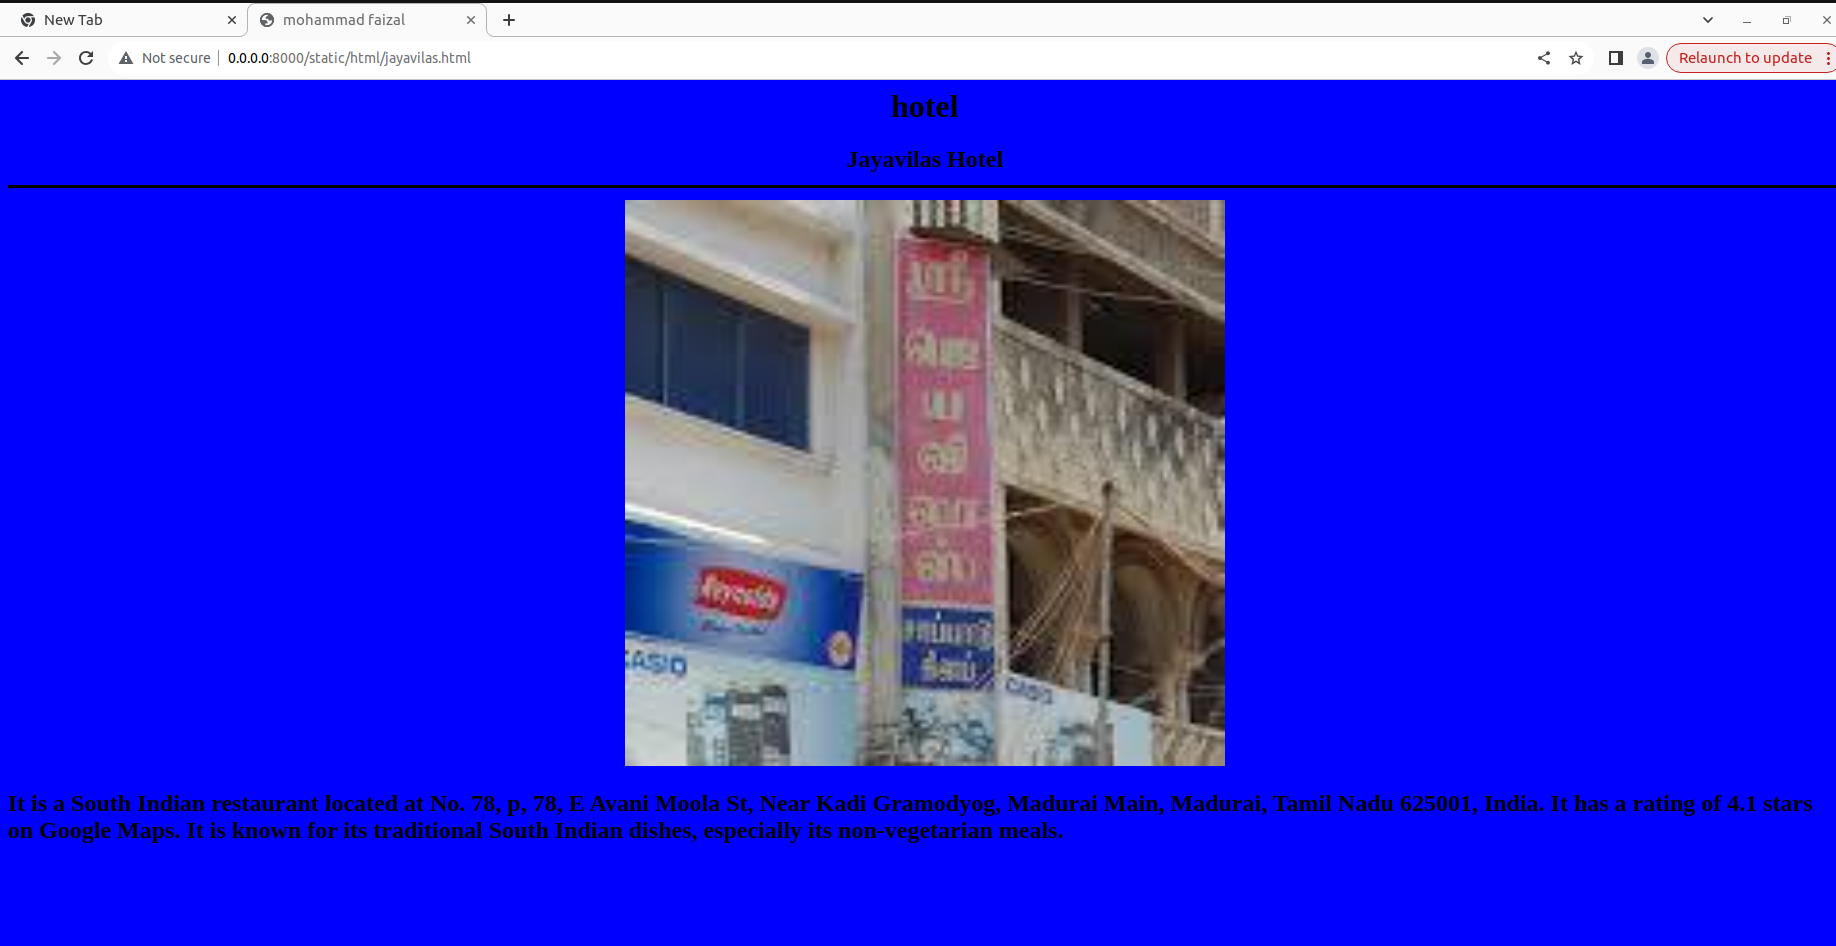 New Tab
mohammad faizal
Not secure
0.0.0.0:8000/static/html/jayavilas.html
Relaunch to update
hotel
Jayavilas Hotel
ய
வி
லா
ஸ்
CASIO
CASIO
It is a South Indian restaurant located at No. 78, p, 78, E Avani Moola St, Near Kadi Gramodyog, Madurai Main, Madurai, Tamil Nadu 625001, India. It has a rating of 4.1 stars
on Google Maps. It is known for its traditional South Indian dishes, especially its non-vegetarian meals.